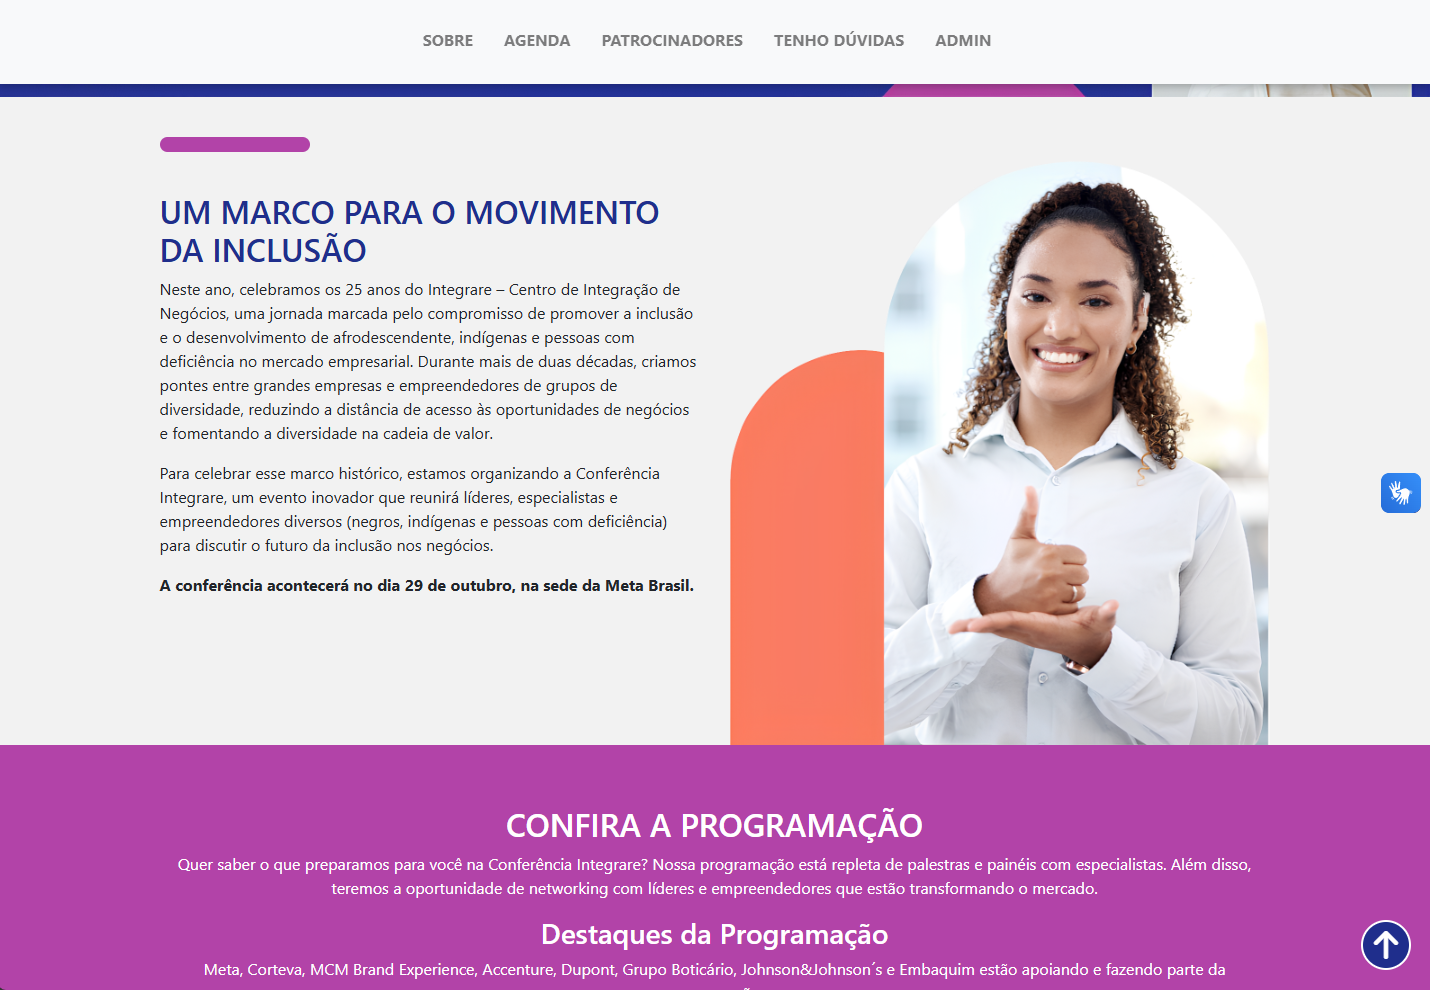 SOBRE AGENDA PATROCINADORES TENHO DÚVIDAS ADMIN
UM MARCO PARA O MOVIMENTO
DA INCLUSÃO
Neste ano, celebramos os 25 anos do Integrare – Centro de Integração de
Negócios, uma jornada marcada pelo compromisso de promover a inclusão
e o desenvolvimento de afrodescendente, indígenas e pessoas com
deficiência no mercado empresarial. Durante mais de duas décadas, criamos
pontes entre grandes empresas e empreendedores de grupos de
diversidade, reduzindo a distância de acesso às oportunidades de negócios
e fomentando a diversidade na cadeia de valor.
Para celebrar esse marco histórico, estamos organizando a Conferência
Integrare, um evento inovador que reunirá líderes, especialistas e
empreendedores diversos (negros, indígenas e pessoas com deficiência)
para discutir o futuro da inclusão nos negócios.
A conferência acontecerá no dia 29 de outubro, na sede da Meta Brasil.
CONFIRA A PROGRAMAÇÃO
Quer saber o que preparamos para você na Conferência Integrare? Nossa programação está repleta de palestras e painéis com especialistas. Além disso,
teremos a oportunidade de networking com líderes e empreendedores que estão transformando o mercado.
Destaques da Programação
Meta, Corteva, MCM Brand Experience, Accenture, Dupont, Grupo Boticário, Johnson&Johnson´s e Embaquim estão apoiando e fazendo parte da